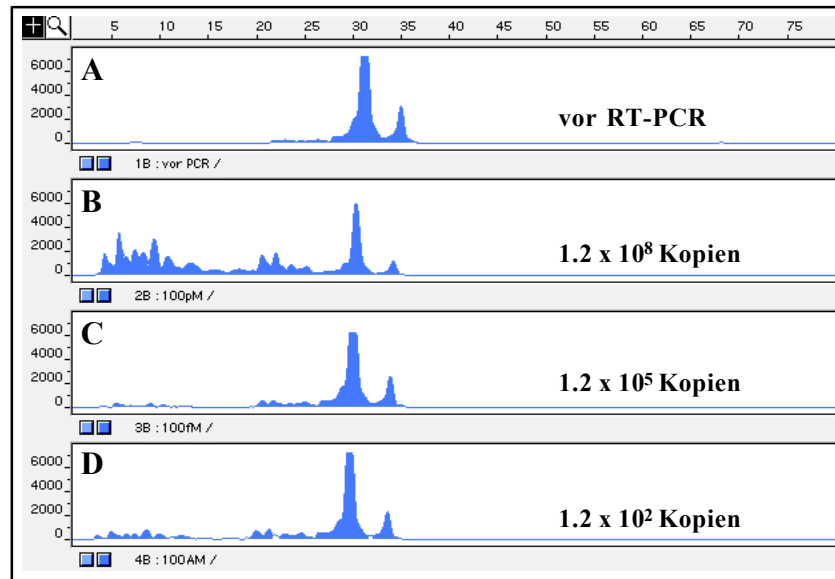 5 10 15 20 25 30 35 40 45 50 55 60 65 70 75
6000
4000
2000
0
A
vor RT-PCR
1B : vor PCR /
6000
4000
2000
0
B
1.2 x 10⁸ Kopien
2B : 100pM /
6000
4000
2000
0
C
1.2 x 10⁵ Kopien
3B : 100fM /
6000
4000
2000
0
D
1.2 x 10² Kopien
4B : 100AM /